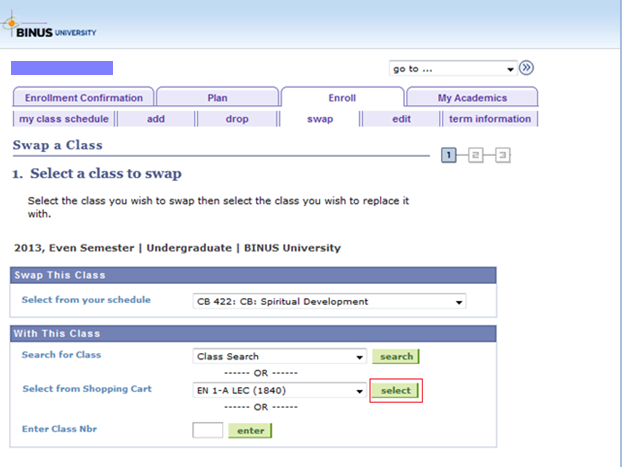 BINUS UNIVERSITY
go to ...
Enrollment Confirmation Plan Enroll My Academics
my class schedule add drop swap edit term information
Swap a Class
1 2 3
1. Select a class to swap
Select the class you wish to swap then select the class you wish to replace it
with.
2013, Even Semester | Undergraduate | BINUS University
Swap This Class
Select from your schedule CB 422: CB: Spiritual Development
With This Class
Search for Class Class Search search
------ OR ------
Select from Shopping Cart EN 1-A LEC (1840) select
------ OR ------
Enter Class Nbr enter